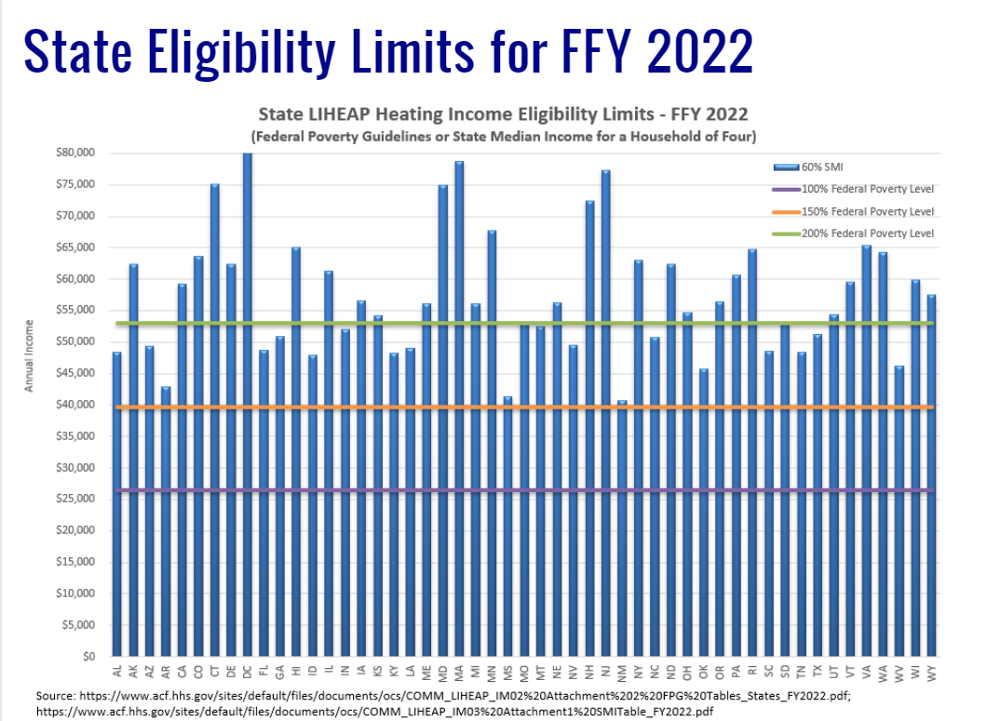 State Eligibility Limits for FFY 2022
State LIHEAP Heating Income Eligibility Limits - FFY 2022
(Federal Poverty Guidelines or State Median Income for a Household of Four)
$80,000
$75,000
$70,000
$65,000
$60,000
$55,000
$50,000
$45,000
$40,000
$35,000
$30,000
$25,000
$20,000
$15,000
$10,000
$5,000
$0
Annual Income
60% SMI
100% Federal Poverty Level
150% Federal Poverty Level
200% Federal Poverty Level
AL AK AZ AR CA CO CT DE DC FL GA HI ID IL IN IA KS KY LA ME MD MA MI MN MS MO MT NE NV NH NJ NM NY NC ND OH OK OR PA RI SC SD TN TX UT VT VA WA WV WI WY
Source: https://www.acf.hhs.gov/sites/default/files/documents/ocs/COMM_LIHEAP_IM02%20Attachment%202%20FPG%20Tables_States_FY2022.pdf;
https://www.acf.hhs.gov/sites/default/files/documents/ocs/COMM_LIHEAP_IM03%20Attachment1%20SMITable_FY2022.pdf